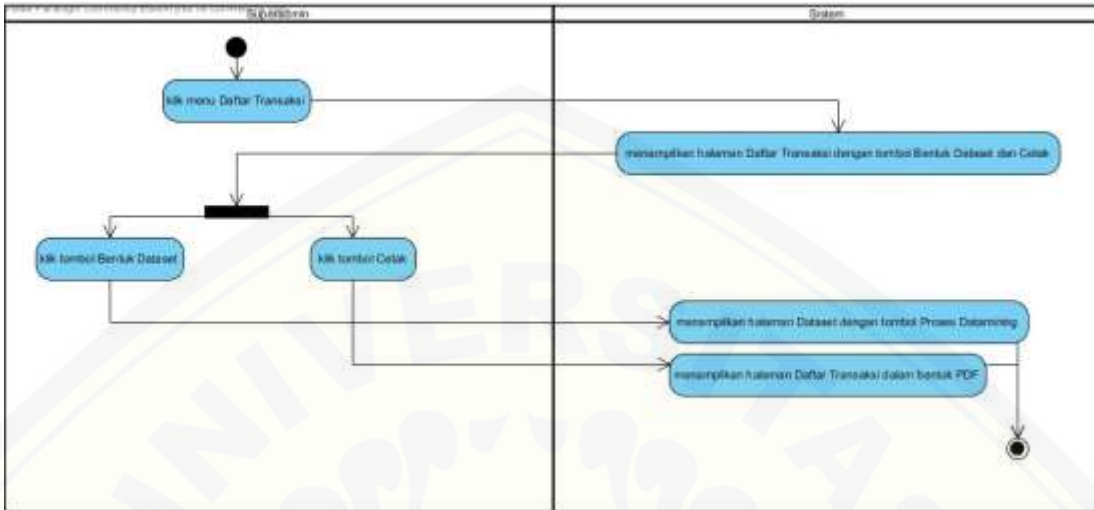 Superadmin
Sistem
klik menu Daftar Transaksi
menampilkan halaman Daftar Transaksi dengan tombol Bentuk Dataset dan Cetak
klik tombol Bentuk Dataset
klik tombol Cetak
menampilkan halaman Dataset dengan tombol Proses Datamining
menampilkan halaman Daftar Transaksi dalam bentuk PDF
UNIVERSITA